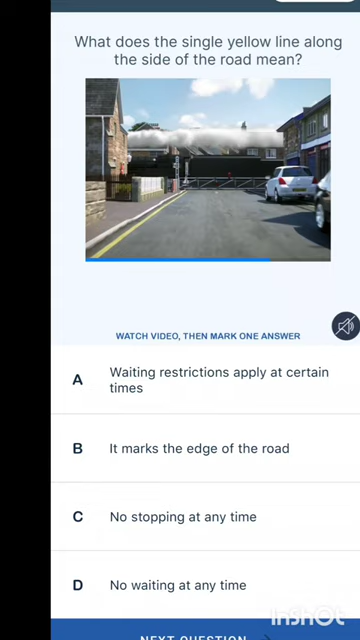 What does the single yellow line along
the side of the road mean?
WATCH VIDEO, THEN MARK ONE ANSWER
A Waiting restrictions apply at certain
times
B It marks the edge of the road
C No stopping at any time
D No waiting at any time
InShOt
NEXT QUESTION